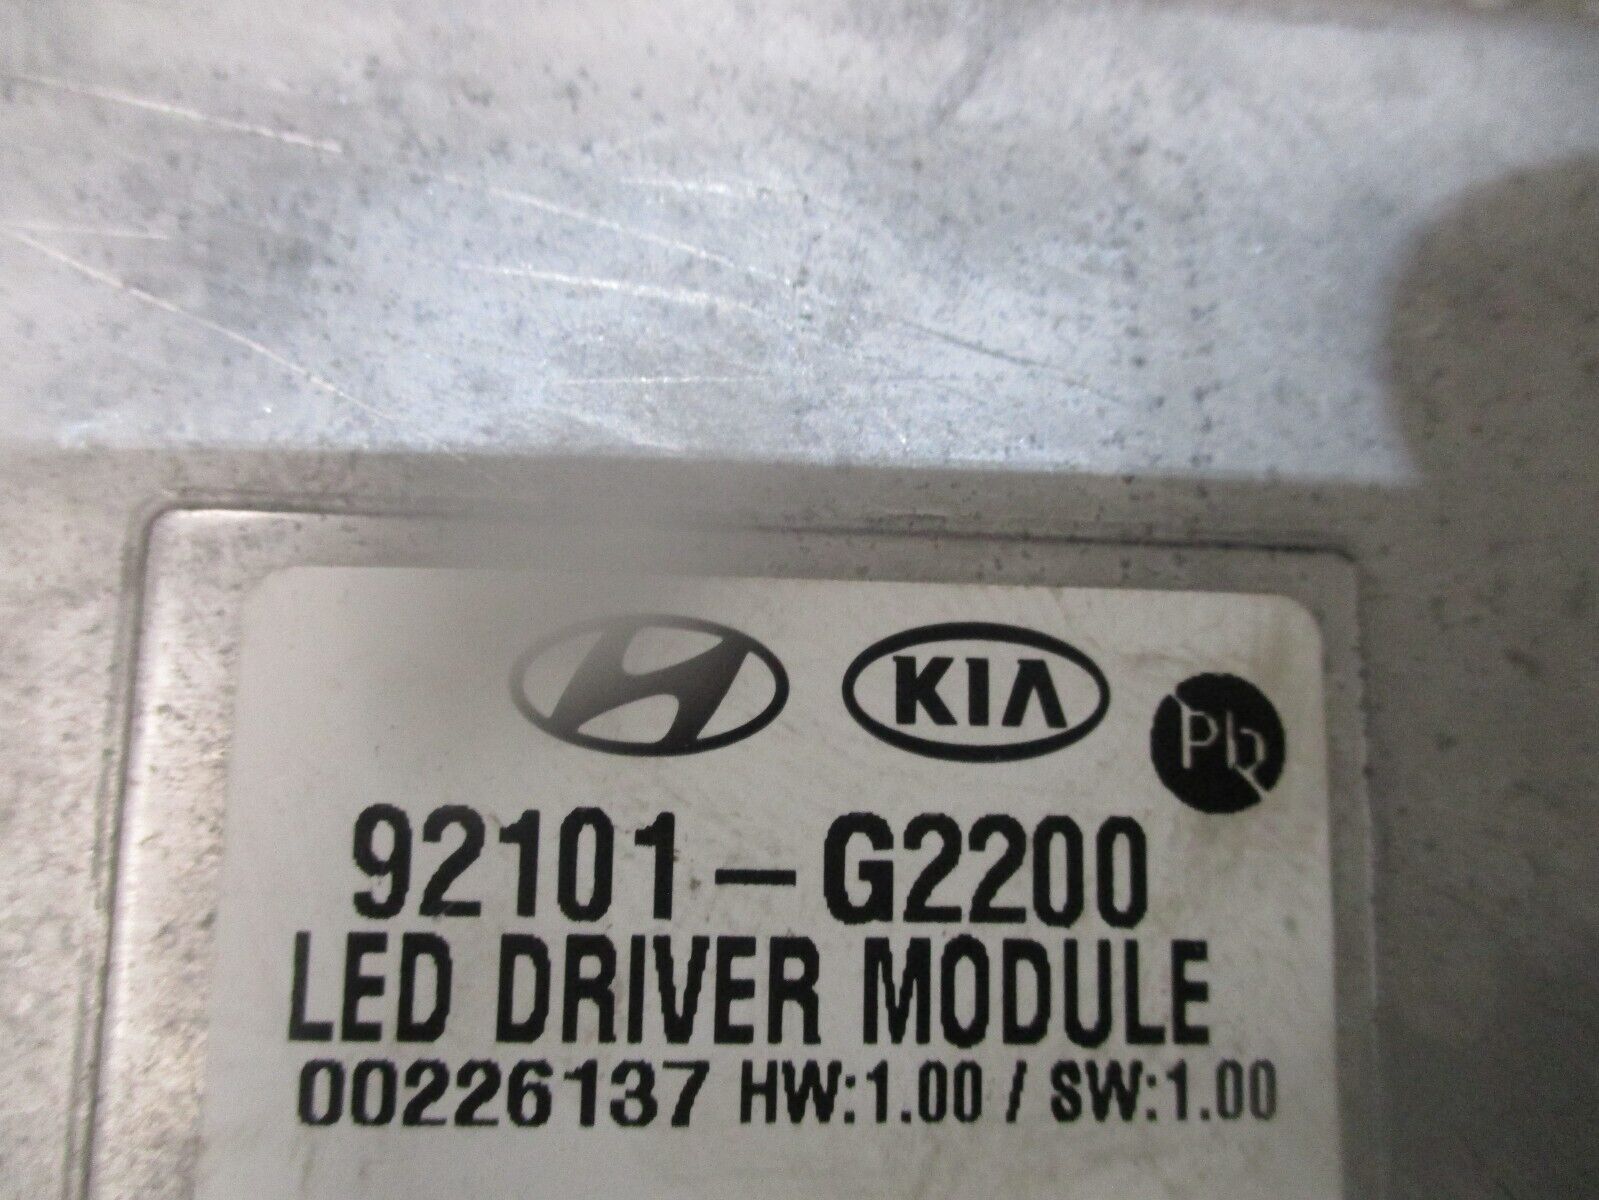 KIA
Pb
92101-G2200
LED DRIVER MODULE
00226137 HW:1.00 / SW:1.00